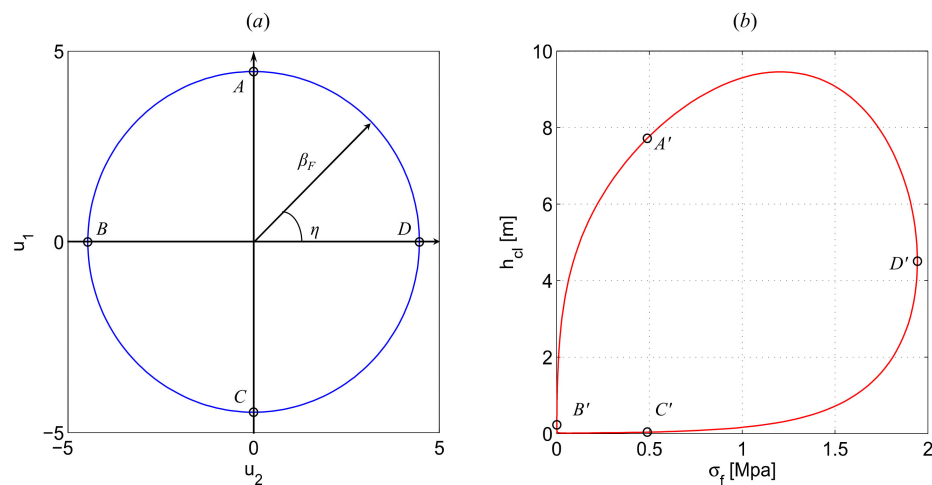 (a)
5
A
β_F
η
B
D
0
C
−5
−5
0
5
u_1
u_2
(b)
10
8
A′
6
D′
4
2
B′
C′
0
0
0.5
1
1.5
2
h_cl [m]
σ_f [Mpa]